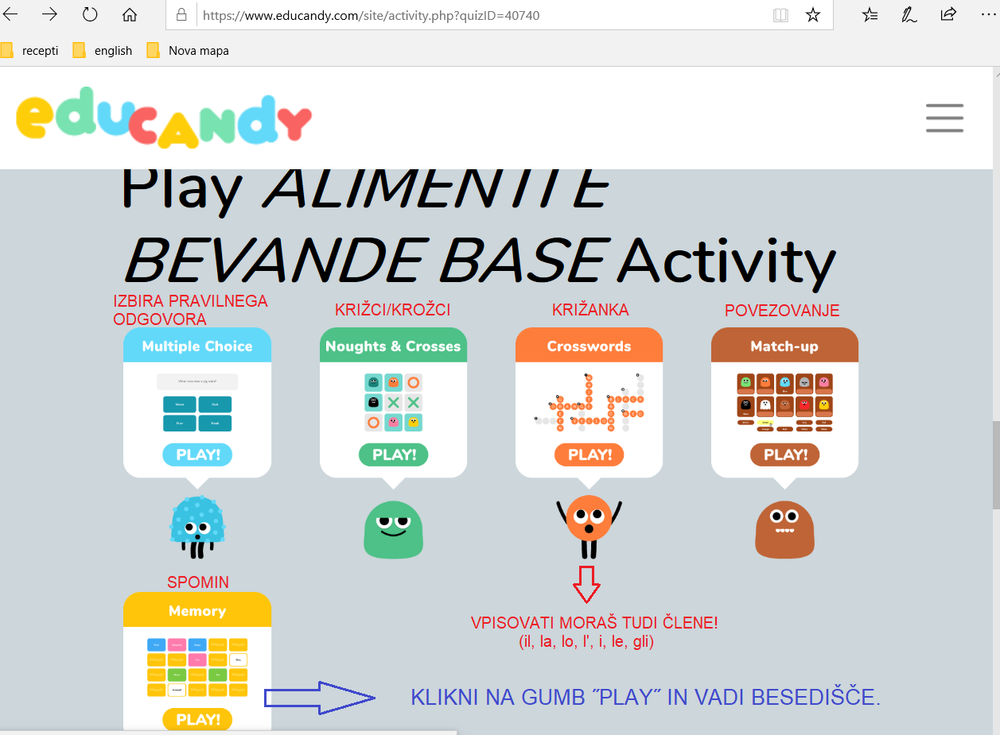 https://www.educandy.com/site/activity.php?quizID=40740
recepti english Nova mapa
educandy
Play ALIMENTI E
BEVANDE BASE Activity
IZBIRA PRAVILNEGA
ODGOVORA
KRIŽCI/KROŽCI
KRIŽANKA
POVEZOVANJE
Multiple Choice
Noughts & Crosses
Crosswords
Match-up
PLAY!
PLAY!
PLAY!
PLAY!
SPOMIN
Memory
VPISOVATI MORAŠ TUDI ČLENE!
(il, la, lo, l', i, le, gli)
KLIKNI NA GUMB ˝PLAY˝ IN VADI BESEDIŠČE.
PLAY!